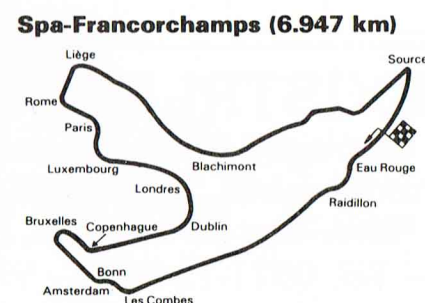 Spa-Francorchamps (6.947 km)
Liège
Source
Rome
Paris
Luxembourg
Blachimont
Eau Rouge
Londres
Raidillon
Bruxelles
Copenhague
Dublin
Bonn
Amsterdam
Les Combes